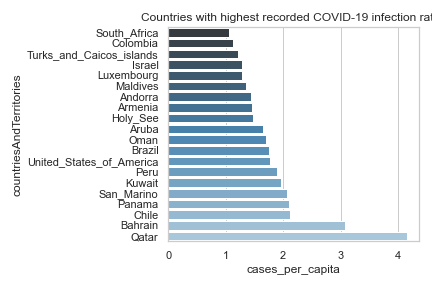 Countries with highest recorded COVID-19 infection rat
countriesAndTerritories
South_Africa
Colombia
Turks_and_Caicos_islands
Israel
Luxembourg
Maldives
Andorra
Armenia
Holy_See
Aruba
Oman
Brazil
United_States_of_America
Peru
Kuwait
San_Marino
Panama
Chile
Bahrain
Qatar
0 1 2 3 4
cases_per_capita